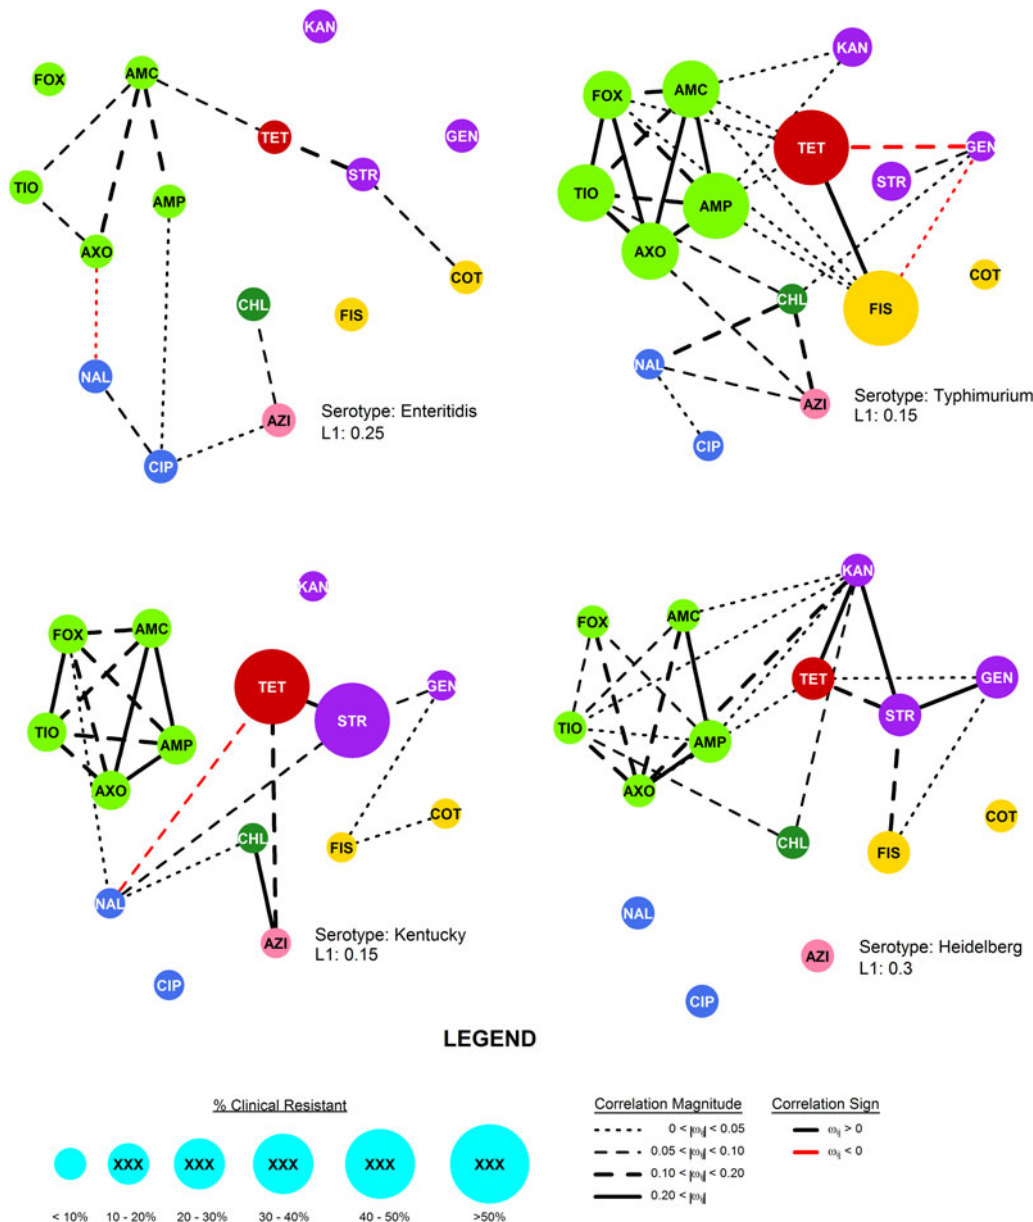 KAN
FOX
AMC
TET
GEN
STR
TIO
AMP
AXO
COT
CHL
FIS
NAL
AZI
CIP
Serotype: Enteritidis
L1: 0.25
KAN
FOX
AMC
TET
GEN
STR
TIO
AMP
AXO
COT
CHL
FIS
NAL
AZI
CIP
Serotype: Typhimurium
L1: 0.15
KAN
FOX
AMC
TET
GEN
STR
TIO
AMP
AXO
COT
CHL
FIS
NAL
AZI
CIP
Serotype: Kentucky
L1: 0.15
KAN
FOX
AMC
TET
GEN
STR
TIO
AMP
AXO
COT
CHL
FIS
NAL
AZI
CIP
Serotype: Heidelberg
L1: 0.3
LEGEND
% Clinical Resistant
XXX XXX XXX XXX XXX
< 10% 10 - 20% 20 - 30% 30 - 40% 40 - 50% >50%
Correlation Magnitude
0 < |ω_ij| < 0.05
0.05 < |ω_ij| < 0.10
0.10 < |ω_ij| < 0.20
0.20 < |ω_ij|
Correlation Sign
ω_ij > 0
ω_ij < 0